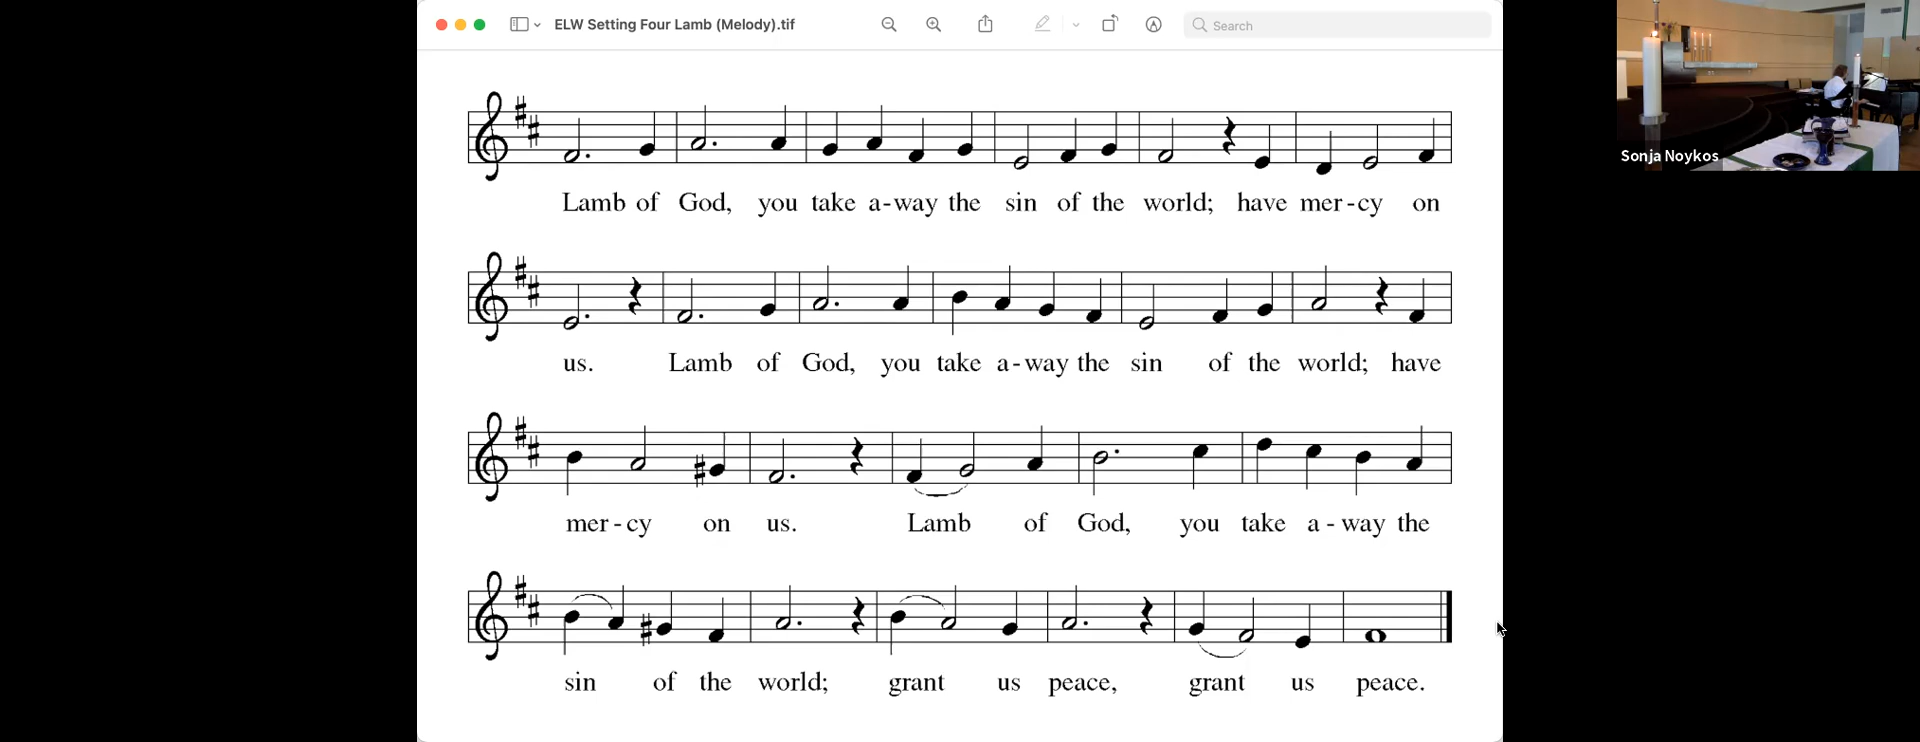 ELW Setting Four Lamb (Melody).tif
Search
Sonja Noykos
Lamb of God, you take a-way the sin of the world; have mer-cy on
us. Lamb of God, you take a-way the sin of the world; have
mer-cy on us. Lamb of God, you take a-way the
sin of the world; grant us peace, grant us peace.